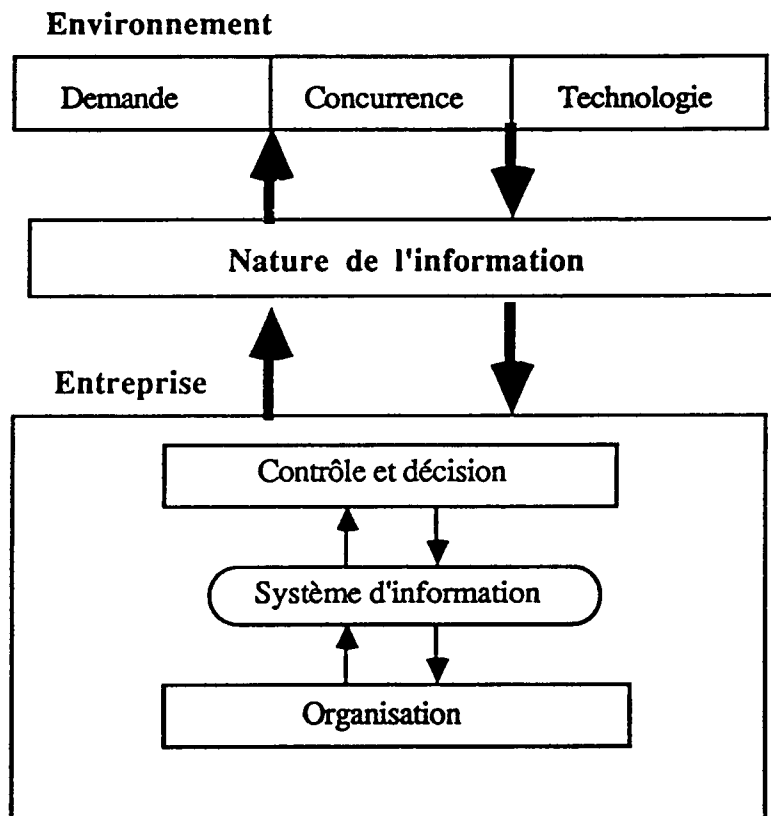 Environnement
Demande Concurrence Technologie
Nature de l'information
Entreprise
Contrôle et décision
Système d'information
Organisation